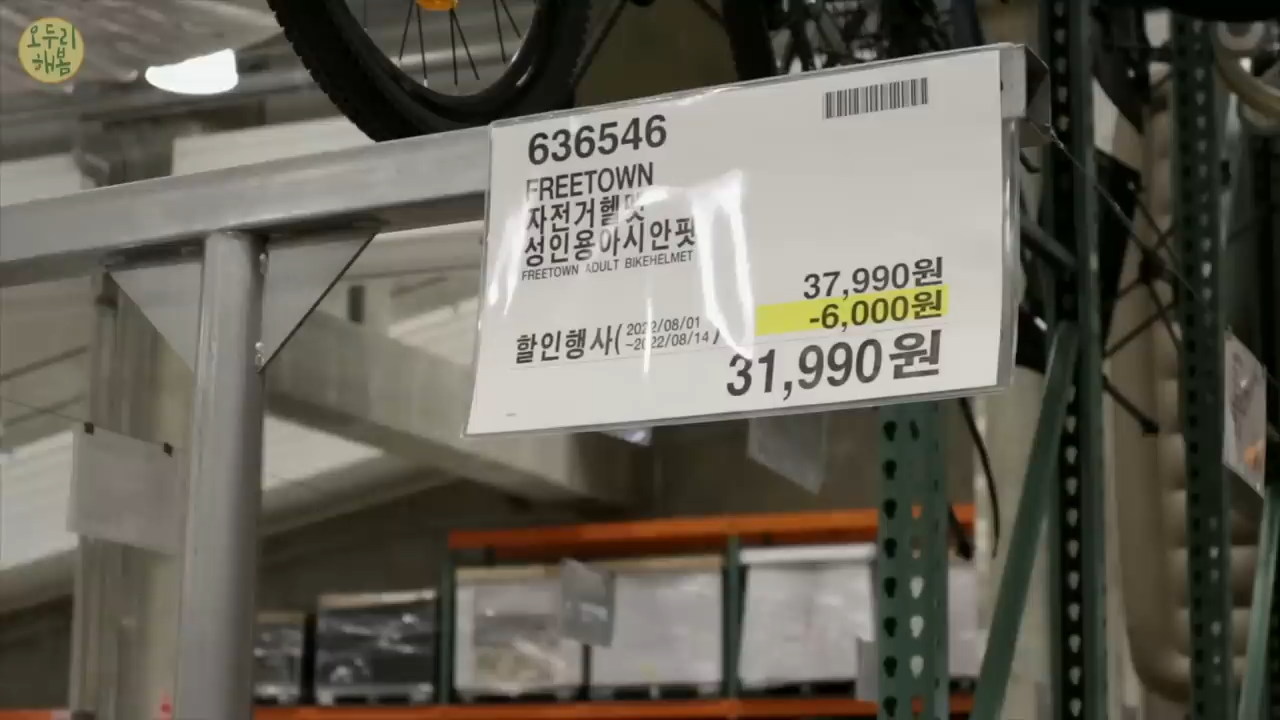 오두리
해봄
636546
FREETOWN
자전거헬멧
성인용아시안핏
FREETOWN ADULT BIKEHELMET
37,990원
-6,000원
할인행사( 2022/08/01
~2022/08/14 )
31,990원